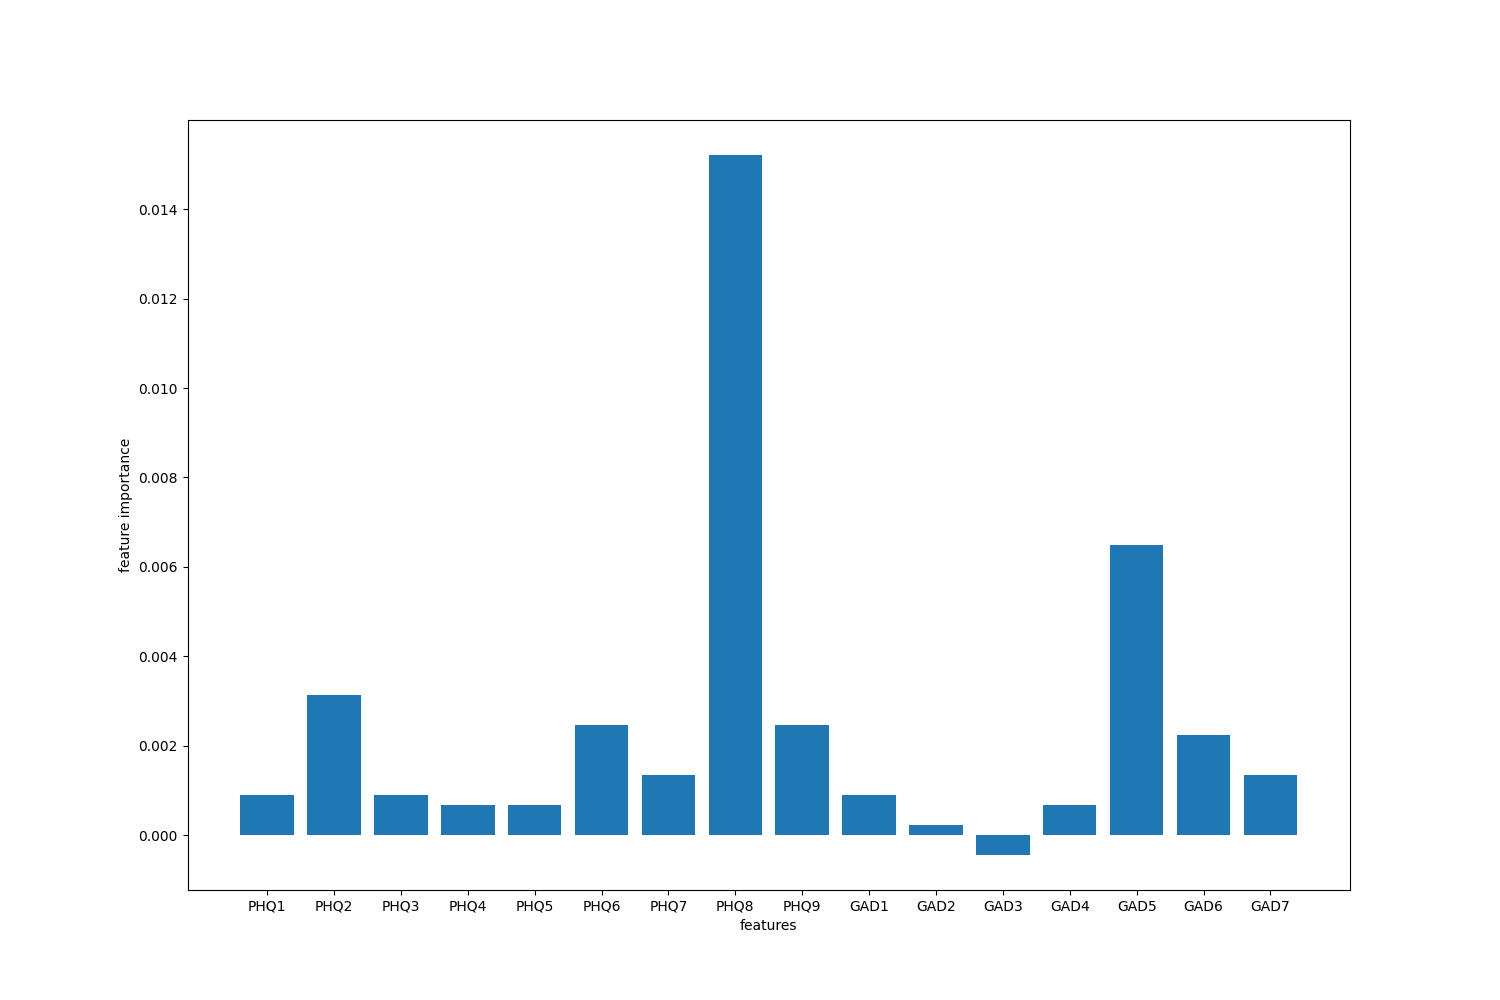 feature importance
0.014
0.012
0.010
0.008
0.006
0.004
0.002
0.000
PHQ1 PHQ2 PHQ3 PHQ4 PHQ5 PHQ6 PHQ7 PHQ8 PHQ9 GAD1 GAD2 GAD3 GAD4 GAD5 GAD6 GAD7
features